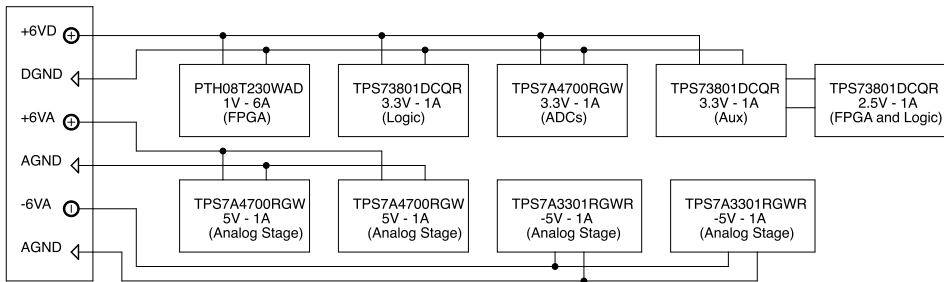 +6VD
DGND
+6VA
AGND
-6VA
AGND
PTH08T230WAD
1V - 6A
(FPGA)
TPS73801DCQR
3.3V - 1A
(Logic)
TPS7A4700RGW
3.3V - 1A
(ADCs)
TPS73801DCQR
3.3V - 1A
(Aux)
TPS73801DCQR
2.5V - 1A
(FPGA and Logic)
TPS7A4700RGW
5V - 1A
(Analog Stage)
TPS7A4700RGW
5V - 1A
(Analog Stage)
TPS7A3301RGWR
-5V - 1A
(Analog Stage)
TPS7A3301RGWR
-5V - 1A
(Analog Stage)